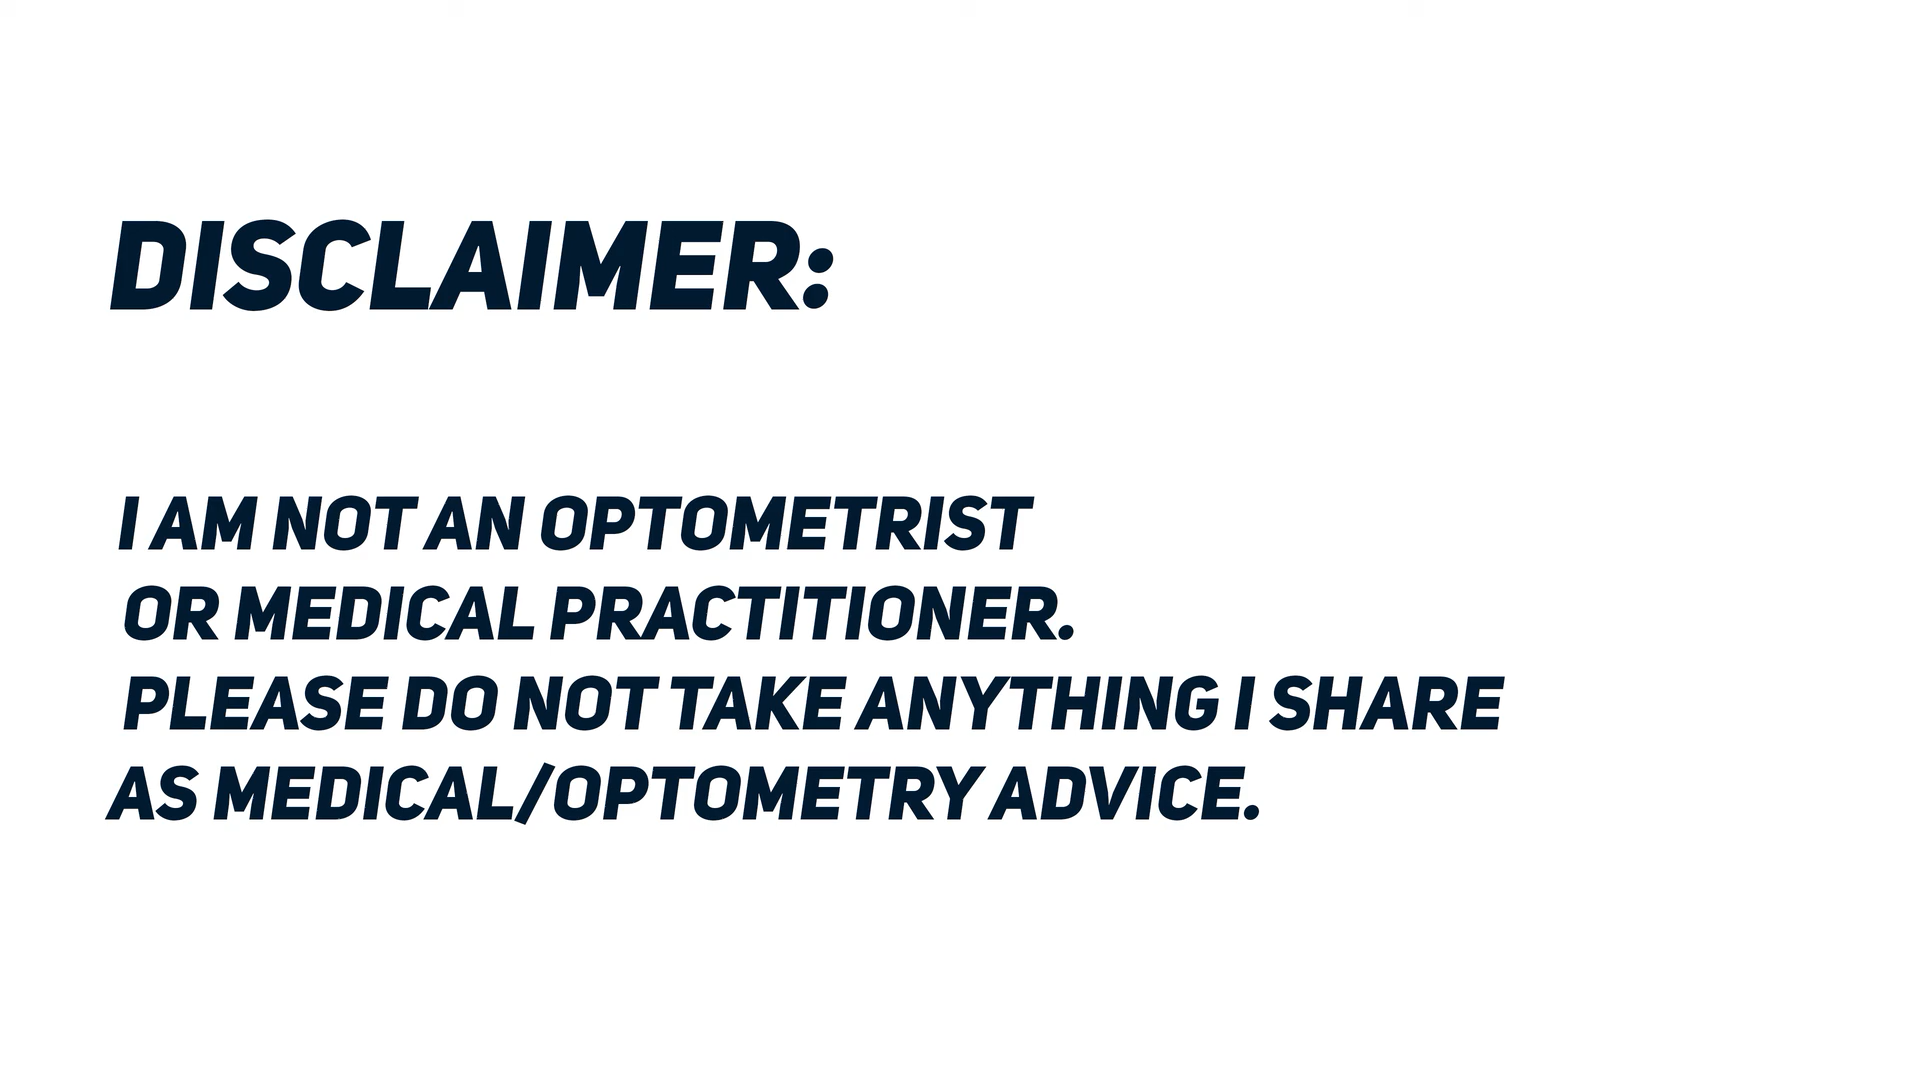 DISCLAIMER:
I AM NOT AN OPTOMETRIST
OR MEDICAL PRACTITIONER.
PLEASE DO NOT TAKE ANYTHING I SHARE
AS MEDICAL/OPTOMETRY ADVICE.